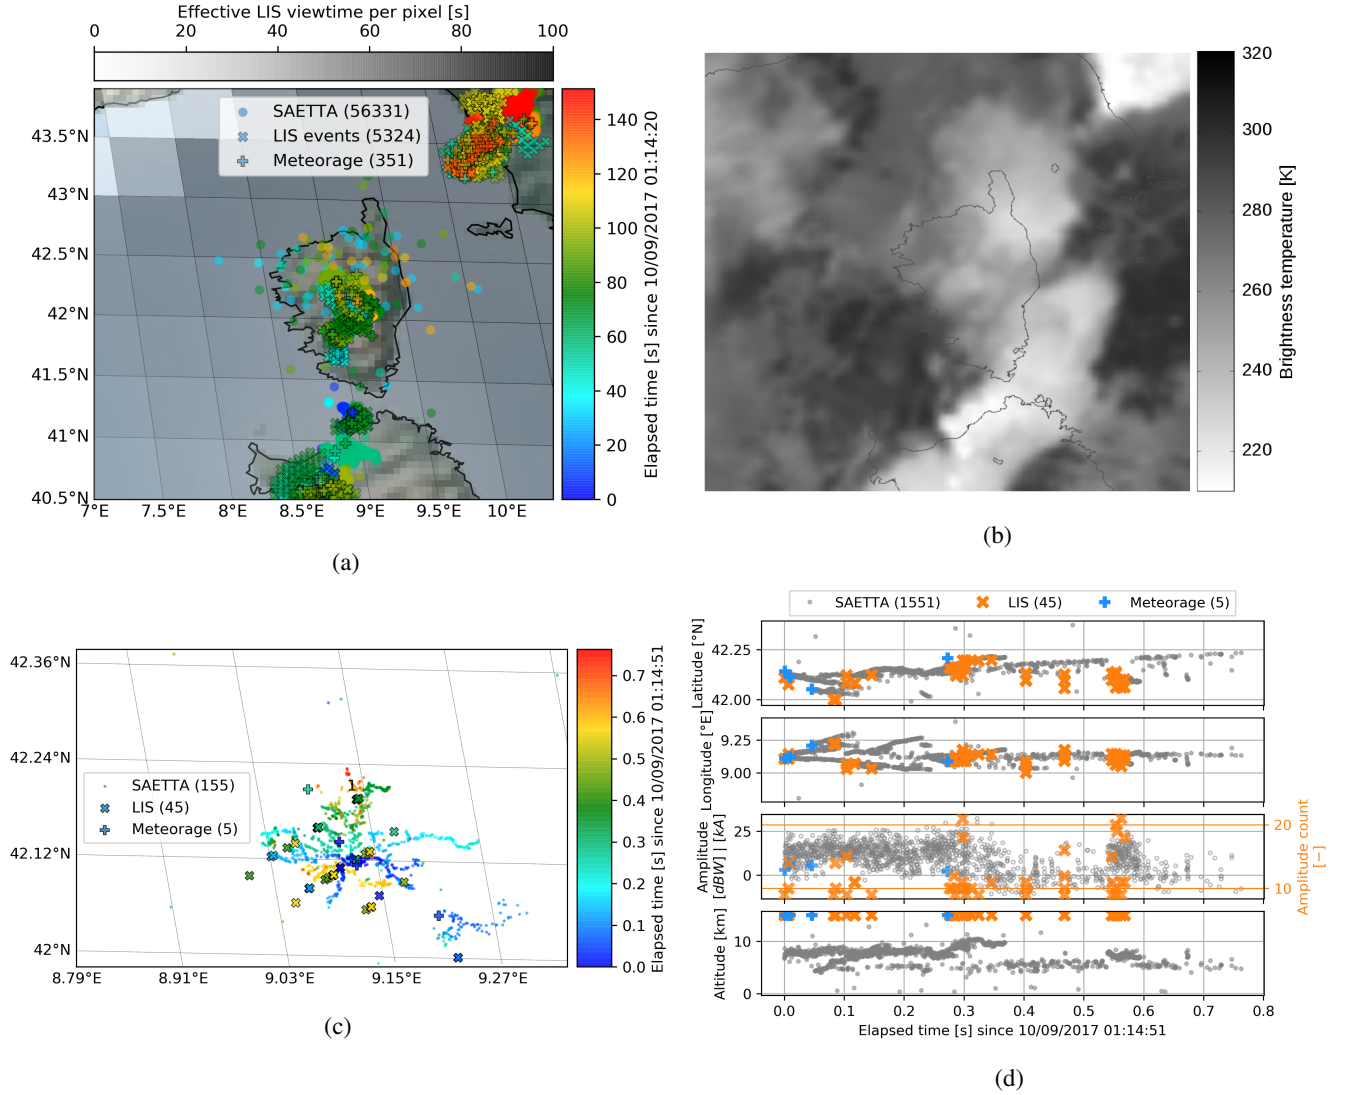 Effective LIS viewtime per pixel [s]
0 20 40 60 80 100
SAETTA (56331)
LIS events (5324)
Meteorage (351)
43.5°N
43°N
42.5°N
42°N
41.5°N
41°N
40.5°N
7°E 7.5°E 8°E 8.5°E 9°E 9.5°E 10°E
140
120
100
80
60
40
20
0
Elapsed time [s] since 10/09/2017 01:14:20
(a)
320
300
280
260
240
220
Brightness temperature [K]
(b)
42.36°N
42.24°N
42.12°N
42°N
8.79°E 8.91°E 9.03°E 9.15°E 9.27°E
SAETTA (155)
LIS (45)
Meteorage (5)
1
0.7
0.6
0.5
0.4
0.3
0.2
0.1
0.0
Elapsed time [s] since 10/09/2017 01:14:51
(c)
SAETTA (1551) LIS (45) Meteorage (5)
Latitude [°N]
42.25
42.00
Longitude [°E]
9.25
9.00
Amplitude
[dBW] | [kA]
25
0
20
10
Amplitude count
[−]
Altitude [km]
10
0
0.0 0.1 0.2 0.3 0.4 0.5 0.6 0.7 0.8
Elapsed time [s] since 10/09/2017 01:14:51
(d)